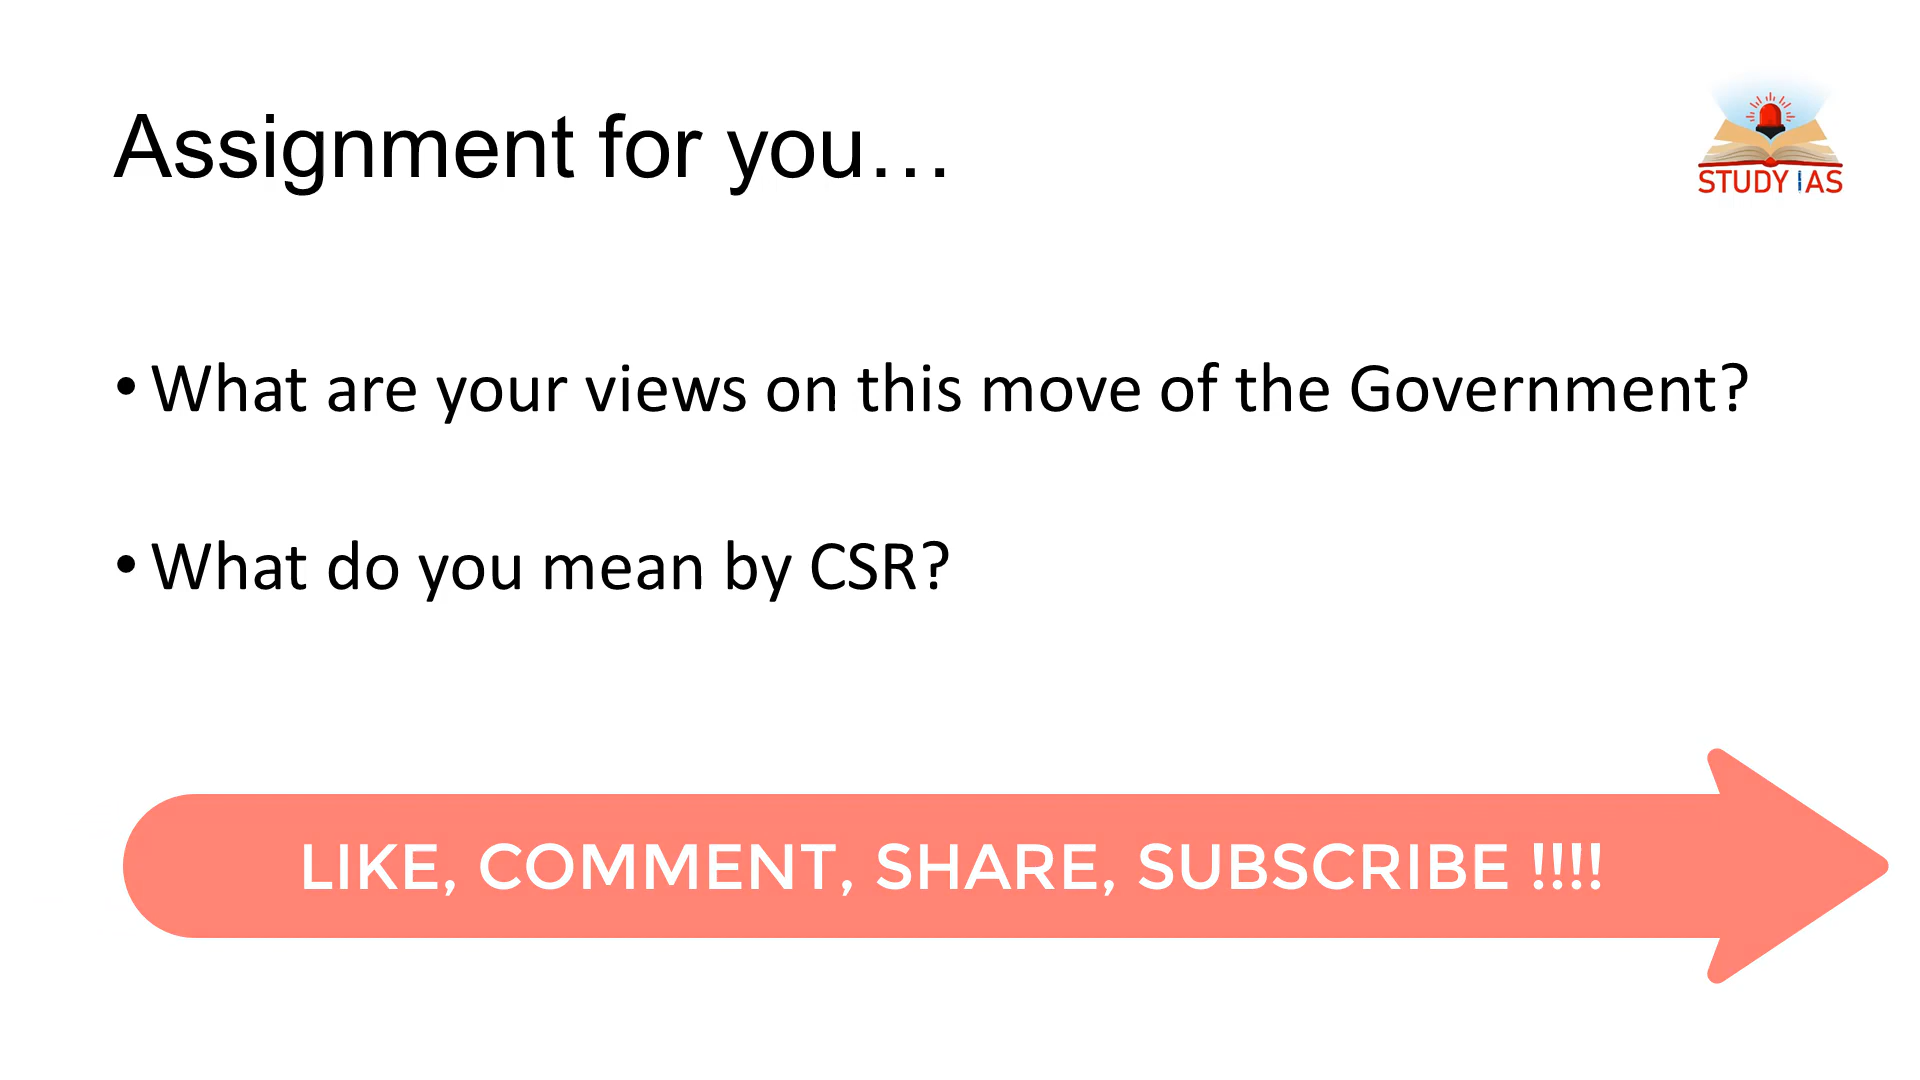 Assignment for you…
STUDY IAS
• What are your views on this move of the Government?
• What do you mean by CSR?
LIKE, COMMENT, SHARE, SUBSCRIBE !!!!